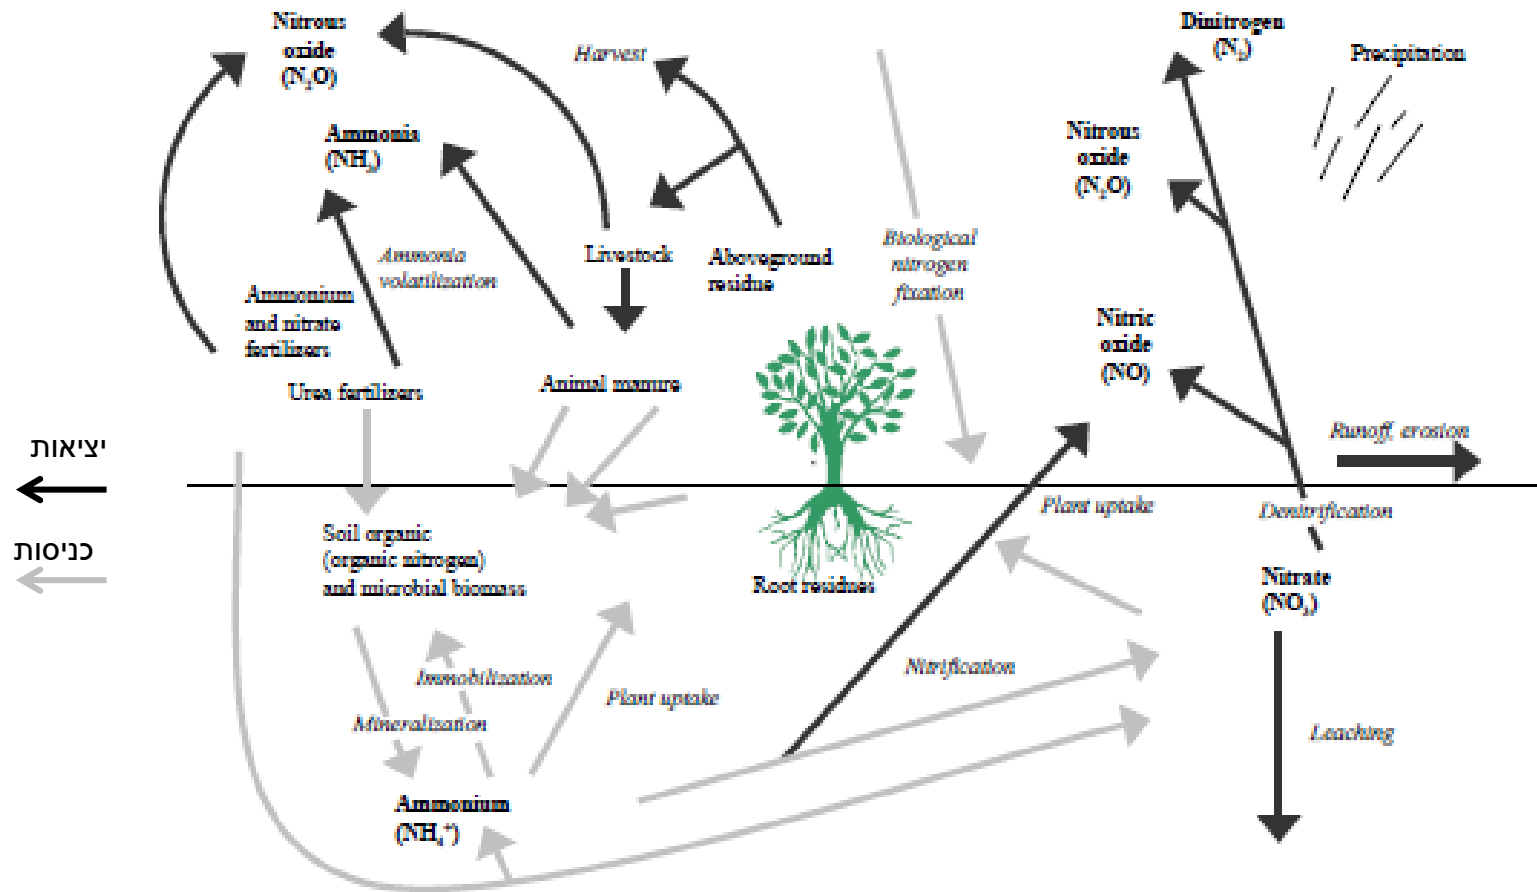 Nitrous
oxide
(N₂O)
Harvest
Dinitrogen
(N₂)
Precipitation
Ammonia
(NH₃)
Nitrous
oxide
(N₂O)
Ammonia
volatilization
Livestock
Aboveground
residue
Biological
nitrogen
fixation
Ammonium
and nitrate
fertilizers
Nitric
oxide
(NO)
Urea fertilizers
Animal manure
Runoff, erosion
יציאות
כניסות
Plant uptake
Denitrification
Soil organic
(organic nitrogen)
and microbial biomass
Root residues
Nitrate
(NO₃)
Immobilization
Mineralization
Plant uptake
Nitrification
Leaching
Ammonium
(NH₄⁺)